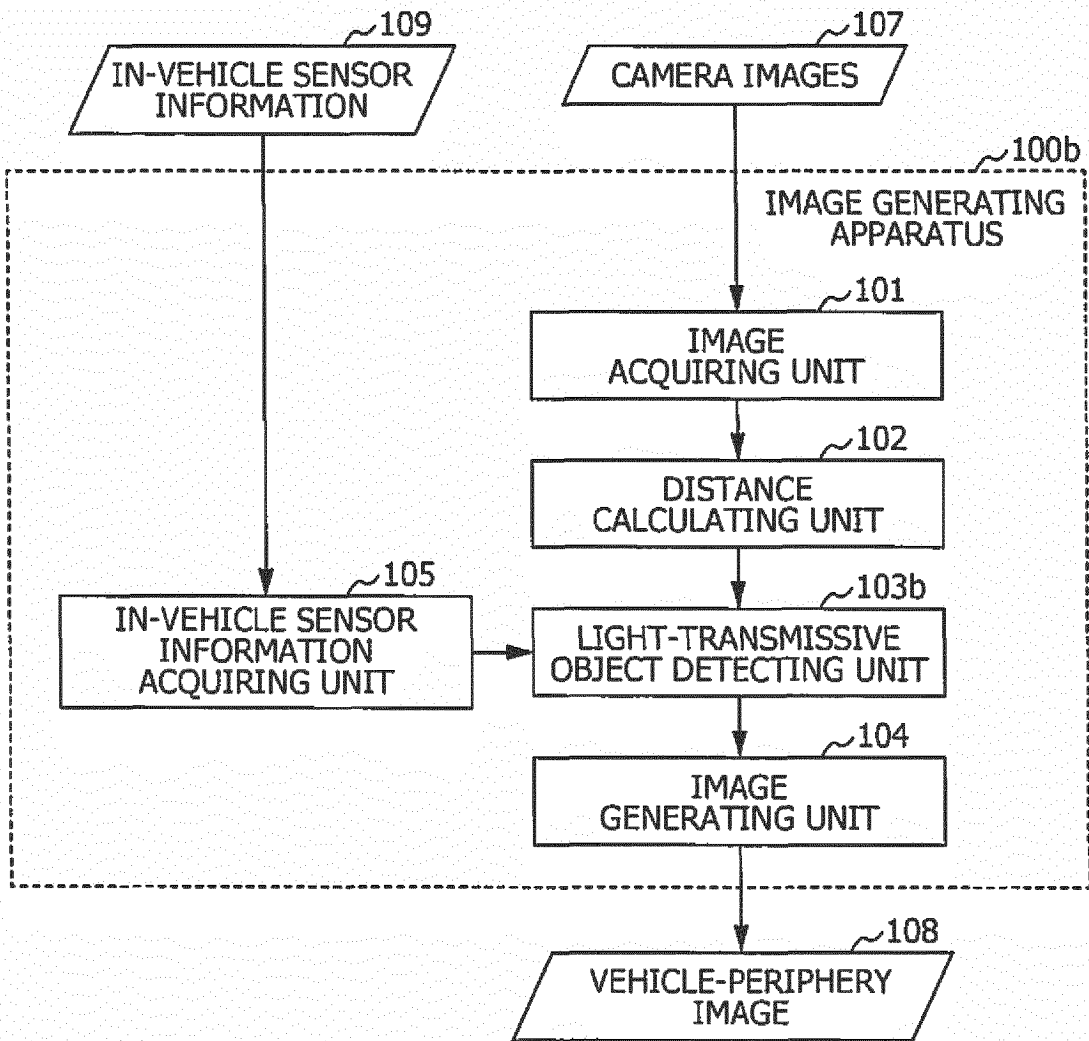 109
IN-VEHICLE SENSOR
INFORMATION
107
CAMERA IMAGES
100b
IMAGE GENERATING
APPARATUS
101
IMAGE
ACQUIRING UNIT
102
DISTANCE
CALCULATING UNIT
105
IN-VEHICLE SENSOR
INFORMATION
ACQUIRING UNIT
103b
LIGHT-TRANSMISSIVE
OBJECT DETECTING UNIT
104
IMAGE
GENERATING UNIT
108
VEHICLE-PERIPHERY
IMAGE